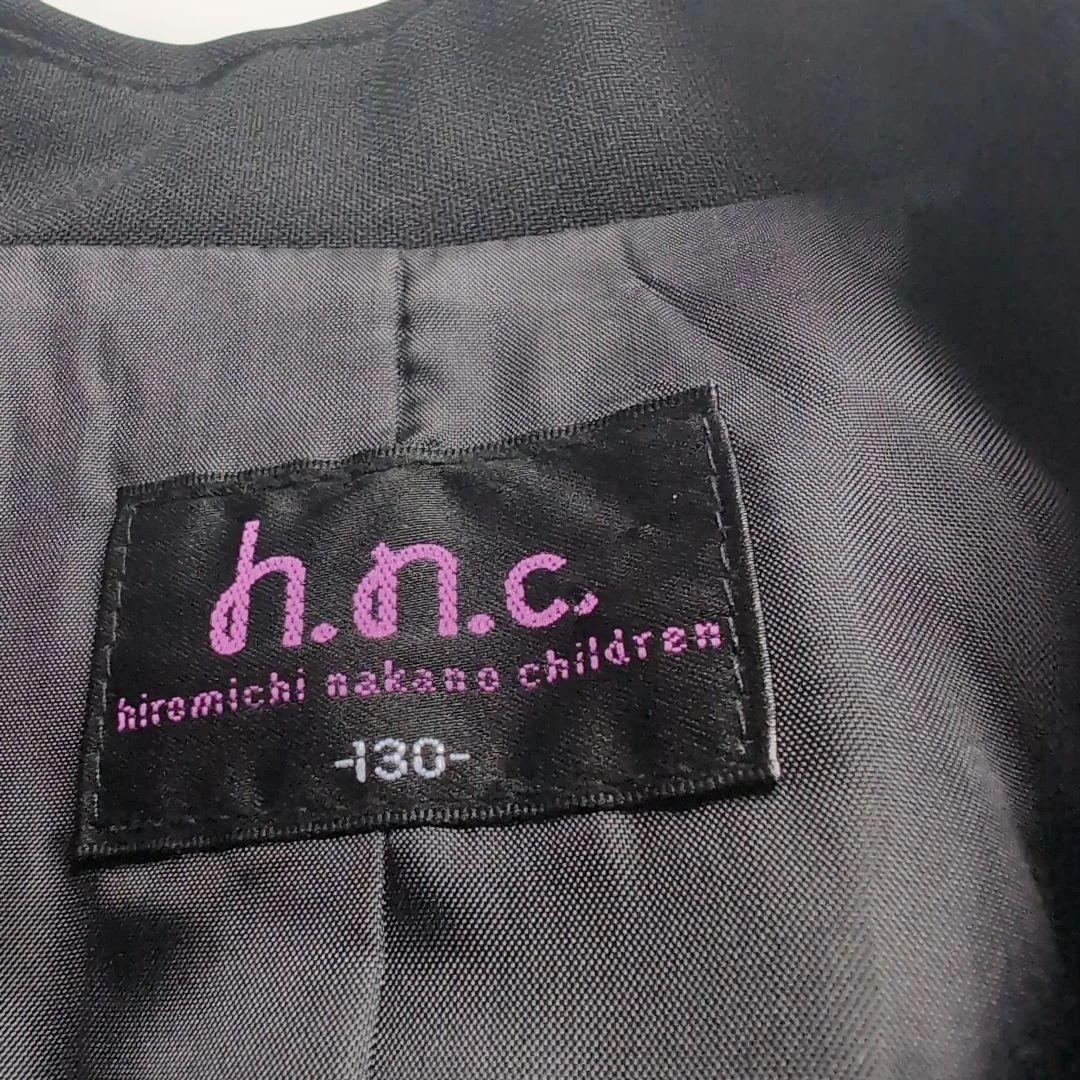 h.n.c.
hiromichi nakano children
-130-